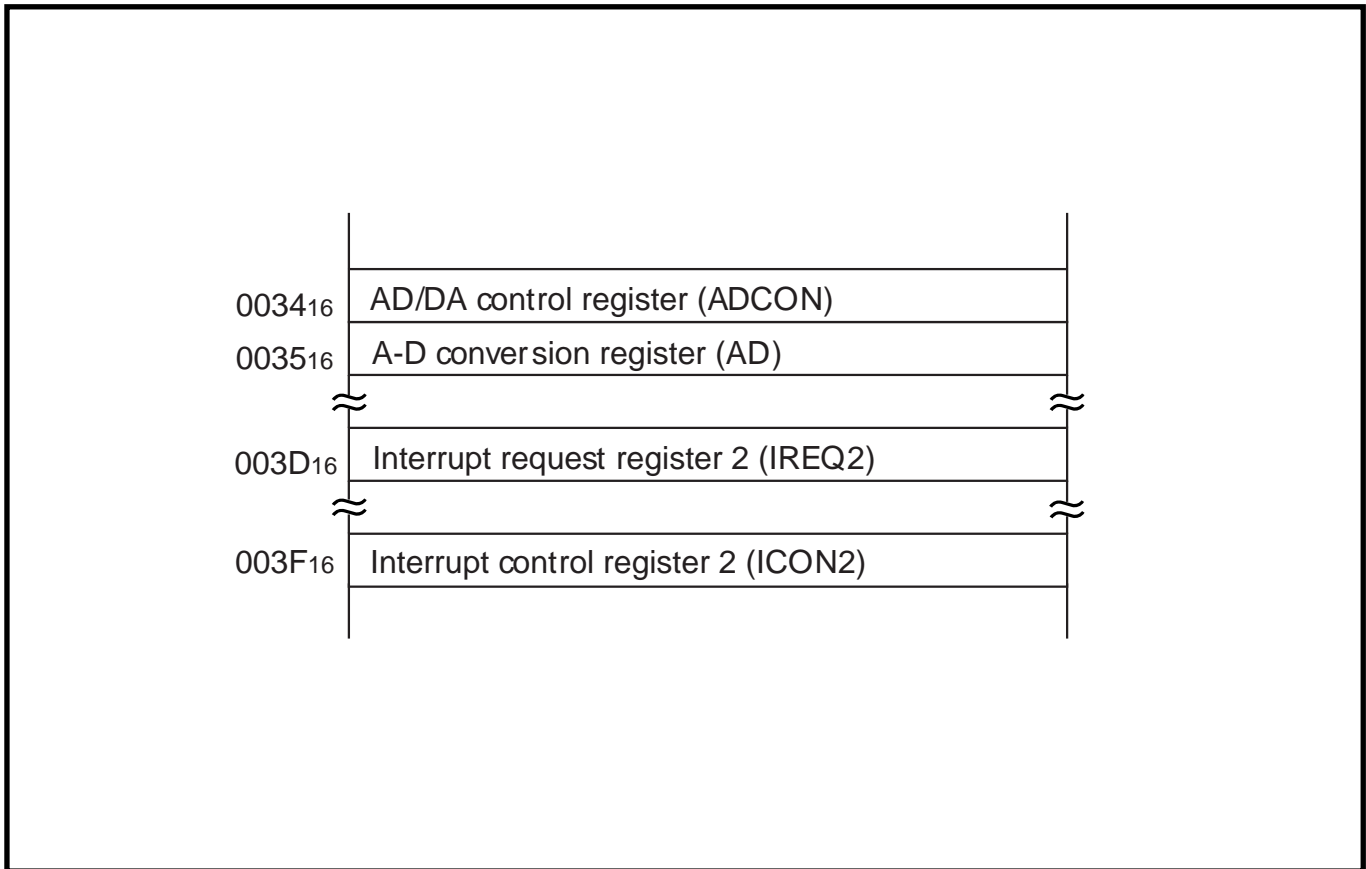 0034₁₆ AD/DA control register (ADCON)
0035₁₆ A-D conversion register (AD)
003D₁₆ Interrupt request register 2 (IREQ2)
003F₁₆ Interrupt control register 2 (ICON2)